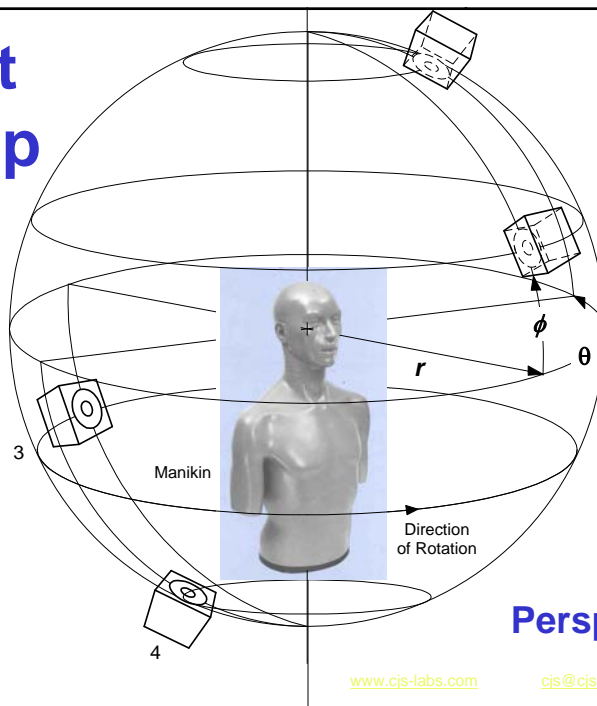 t
p
ϕ
θ
r
3
Manikin
Direction
of Rotation
Persp
4
www.cjs-labs.com cjs@cjs